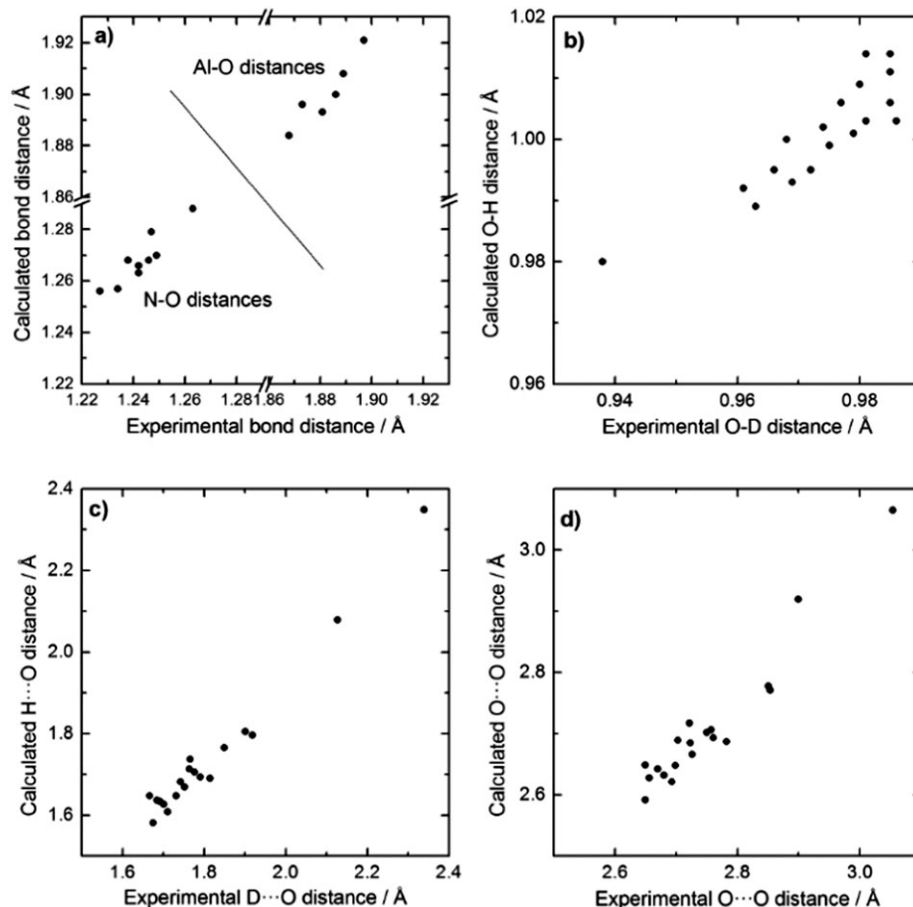 a)
Al-O distances
N-O distances
1.92
1.90
1.88
1.86
1.28
1.26
1.24
1.22
Calculated bond distance / Å
1.22 1.24 1.26 1.28 1.86 1.88 1.90 1.92
Experimental bond distance / Å
b)
1.02
1.00
0.98
0.96
Calculated O-H distance / Å
0.94 0.96 0.98
Experimental O-D distance / Å
c)
2.4
2.2
2.0
1.8
1.6
Calculated H···O distance / Å
1.6 1.8 2.0 2.2 2.4
Experimental D···O distance / Å
d)
3.0
2.8
2.6
Calculated O···O distance / Å
2.6 2.8 3.0
Experimental O···O distance / Å